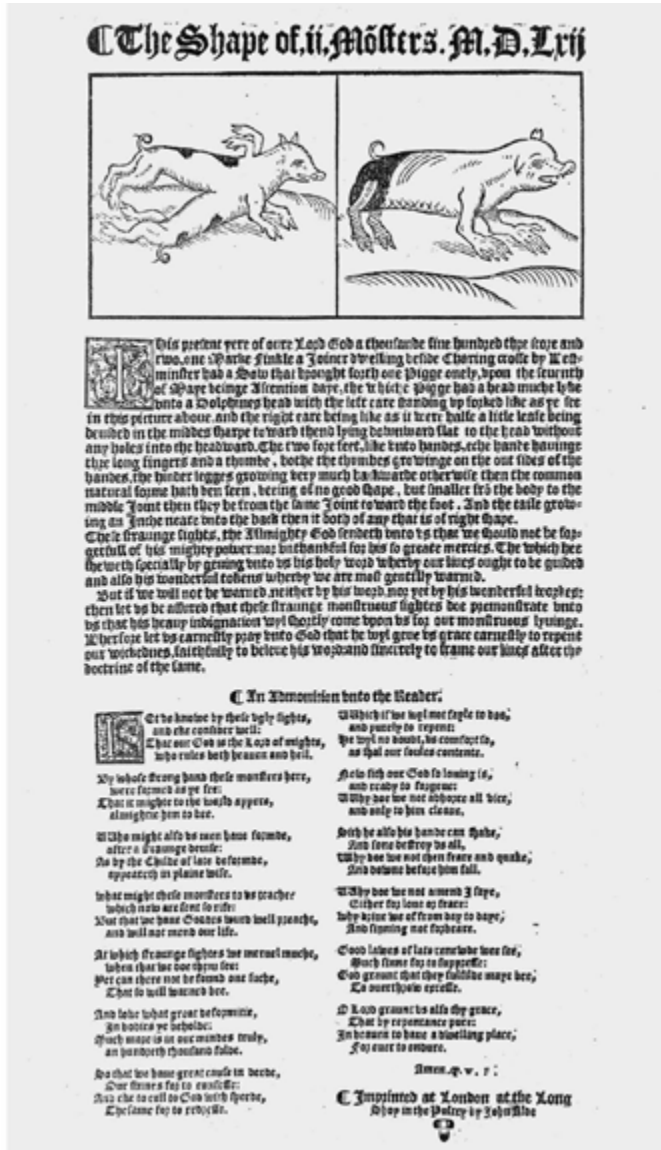 The Shape of .ii. Mõsters. M.D.Lxij
This present yere of oure Lord God a thousande fiue hundred thre score and
two, one Marke Finkle a Joiner dwelling beside Charing crosse by West-
minster had a Sow that brought forth one Pigge onely, vpon the seuenth
of Maye beinge Ascention daye, the whiche Pigge had a head muche lyke
vnto a Dolphines head with the left eare standing vp forked like as ye see
in this picture aboue. and the right eare being like as it were halfe a litle leafe being
deuided in the middes sharpe toward thend lying downward flat to the head without
any holes into the headward. The two fore feet, like vnto handes, eche hande hauinge
thre long fingers and a thumbe, bothe the thumbes growinge on the out sides of the
handes, the hinder legges growing very much backwarde otherwise then the common
natural forme hath ben seen, beeing of no good shape, but smaller frõ the body to the
middle Joint then they be from the same Joint toward the foot. And the taile grow-
ing an Inche neare vnto the back then it doth of any that is of right shape.
These straunge sights, the Allmighty God sendeth vnto vs that we should not be for-
getfull of his mighty power. nor vnthankful for his so greate mercies. The which hee
sheweth specially by geuing vnto vs his holy word wherby our liues ought to be guided
and also his wonderful tokens wherby we are most gentilly warned.
But if we will not be warned, neither by his word, nor yet by his wonderful workes:
then let vs be assured that these straunge monstruous sightes doe premonstrate vnto
vs that his heauy indignation wyl shortly come vpon vs for our monstruous lyuinge.
Wherfore let vs earnestly pray vnto God that he wyl geue vs grace earnestly to repent
our wickednes, faithfully to beleue his word and sincerely to frame our liues after the
doctrine of the same.
An Admonition vnto the Reader.
LEt vs knowe by these vgly sights,
and eke consider well:
That our God is the Lord of mights,
who rules both heauen and hell.
By whose strong hand these monsters here,
were formed as ye see:
That it mighte to the world appere,
almightie him to bee.
Who might also vs men haue formde,
after a straunge deuise:
As by the Childe of late deformde,
appeareth in plaine wise.
what might these monsters to vs teache
which now are sent so rife:
But that we haue Goddes word well preacht,
and will not mend our life.
At which straunge sightes we meruel muche,
when that we doe them see:
Yet can there not be found one suche,
That so will warned bee.
And loke what great deformitie,
In bodies ye beholde:
Much more is in our mindes truly,
an hundreth thousand folde.
So that we haue great cause in deede,
Our sinnes for to confesse:
And eke to call to God with speede,
The same for to redresse.
Which if we wyl not fayle to doo,
and purely to repent:
He wyl no doubt, vs comfort so,
as shal our soules contente.
Now sith our God so louing is,
and ready to forgeue:
Why doe we not abhorre all vice,
and only to him cleaue.
Sith he also his hande can shake,
And sone destroy vs all,
Why doe we not then feare and quake,
And downe before him fall.
Why doe we not amend I saye,
Either for loue or feare:
why driue we of from day to daye,
And sinning not forbeare.
Good lawes of late renewde wee see,
Much sinne for to suppresse:
God graunt that they fulfilde maye bee,
To ouerthrow excesse.
O Lord graunt vs also thy grace,
That by repentance pure:
In heauen to haue a dwelling place,
For euer to endure.
Amen.
Imprinted at London at the Long
Shop in the Poltry by John Alde